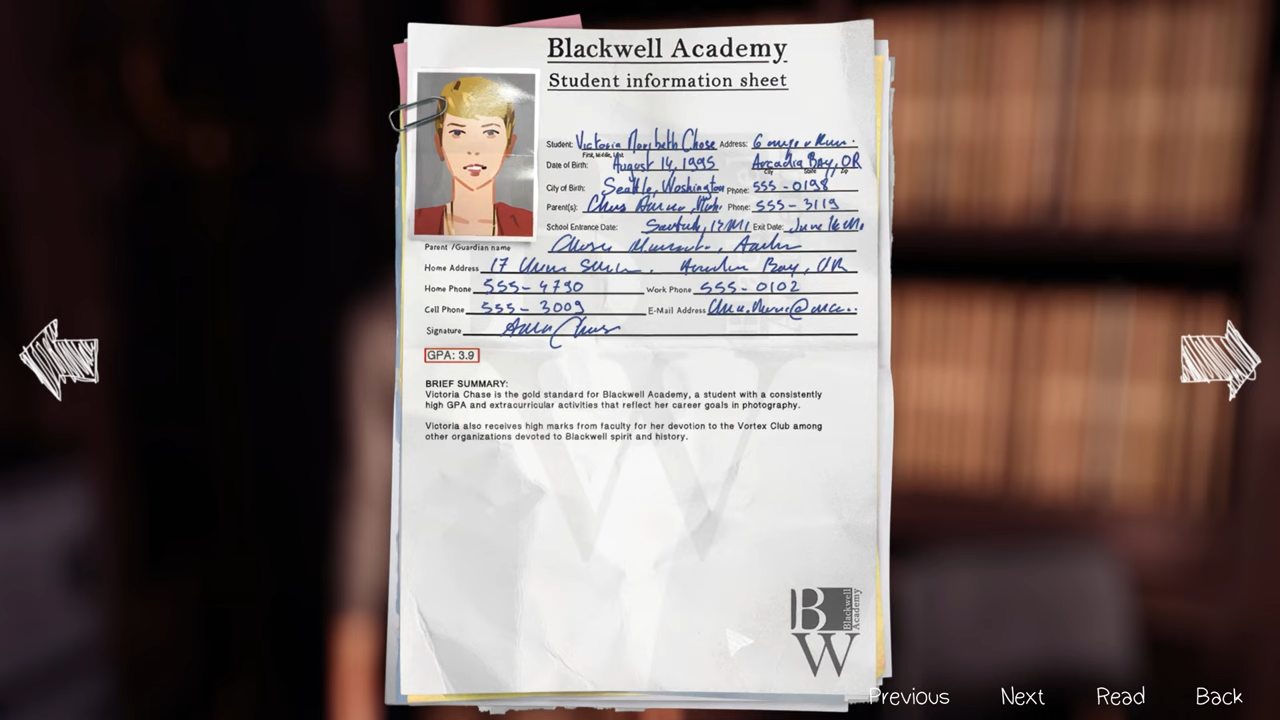 Blackwell Academy
Student information sheet
Student: Victoria Maribeth Chase Address:
First, Middle, Last
Date of Birth: August 14, 1995 Arcadia Bay, OR
City State Zip
City of Birth: Seattle, Washington Phone: 555-0198
Parent(s): Phone: 555-3119
School Entrance Date: Exit Date: June
Parent /Guardian name
Home Address 17 Bay, OR
Home Phone 555-4790 Work Phone 555-0102
Cell Phone 555-3009 E-Mail Address
Signature
GPA: 3.9
BRIEF SUMMARY:
Victoria Chase is the gold standard for Blackwell Academy, a student with a consistently
high GPA and extracurricular activities that reflect her career goals in photography.
Victoria also receives high marks from faculty for her devotion to the Vortex Club among
other organizations devoted to Blackwell spirit and history.
B Blackwell Academy
W
Previous Next Read Back